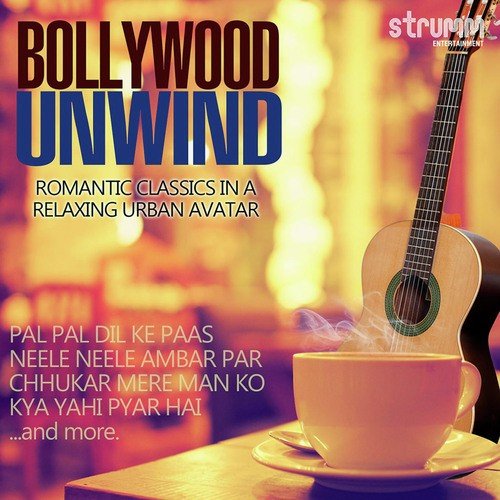 strumm
ENTERTAINMENT
BOLLYWOOD
UNWIND
ROMANTIC CLASSICS IN A
RELAXING URBAN AVATAR
PAL PAL DIL KE PAAS
NEELE NEELE AMBAR PAR
CHHUKAR MERE MAN KO
KYA YAHI PYAR HAI
...and more.